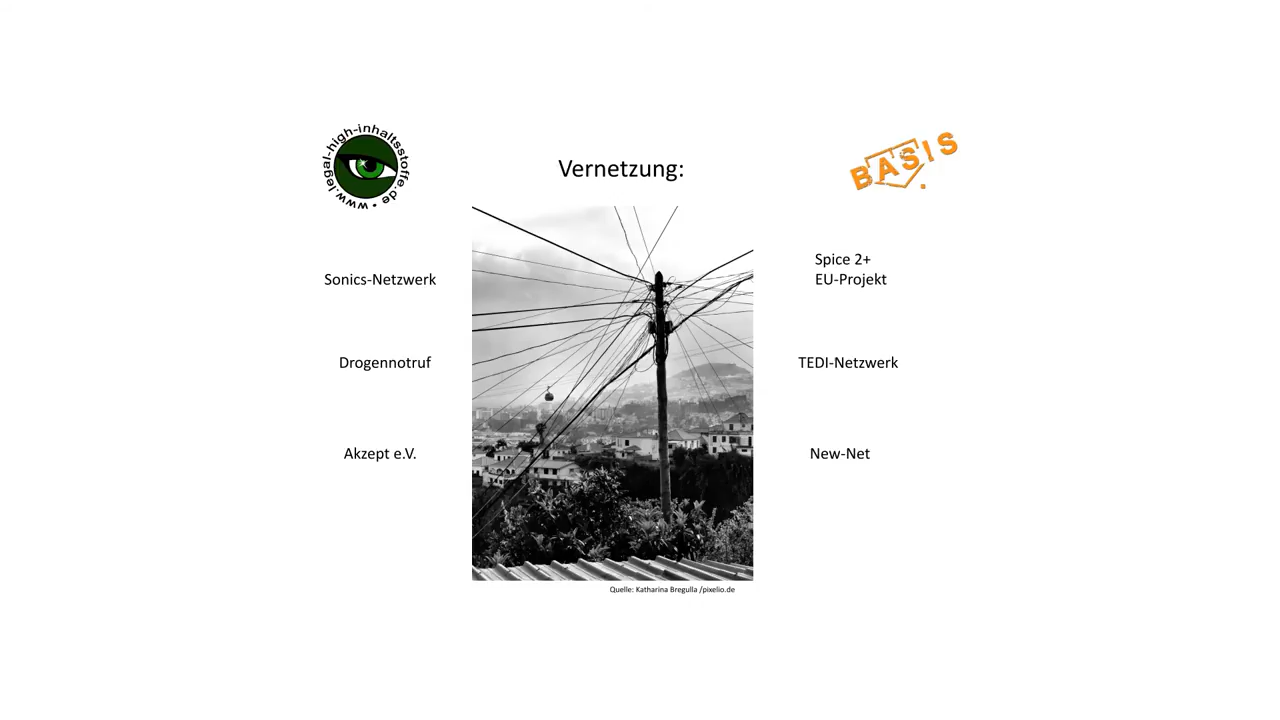 www.legal-high-inhaltsstoffe.de •
Vernetzung:
BASIS
Sonics-Netzwerk
Spice 2+
EU-Projekt
Drogennotruf
TEDI-Netzwerk
Akzept e.V.
New-Net
Quelle: Katharina Bregulla /pixelio.de